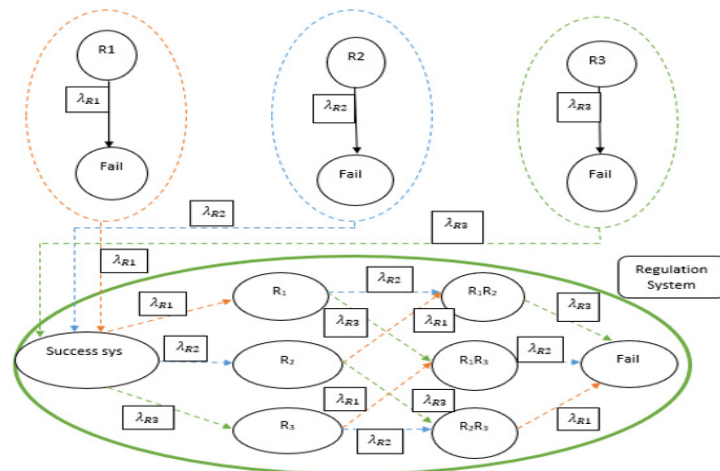 R1
R2
R3
λR1
λR2
λR3
Fail
Fail
Fail
λR2
λR3
λR1
Regulation
System
λR1
R1
λR2
R1R2
λR3
λR3
λR1
Success sys
λR2
R2
R1R3
λR2
Fail
λR1
λR3
λR3
R3
λR2
R2R3
λR1